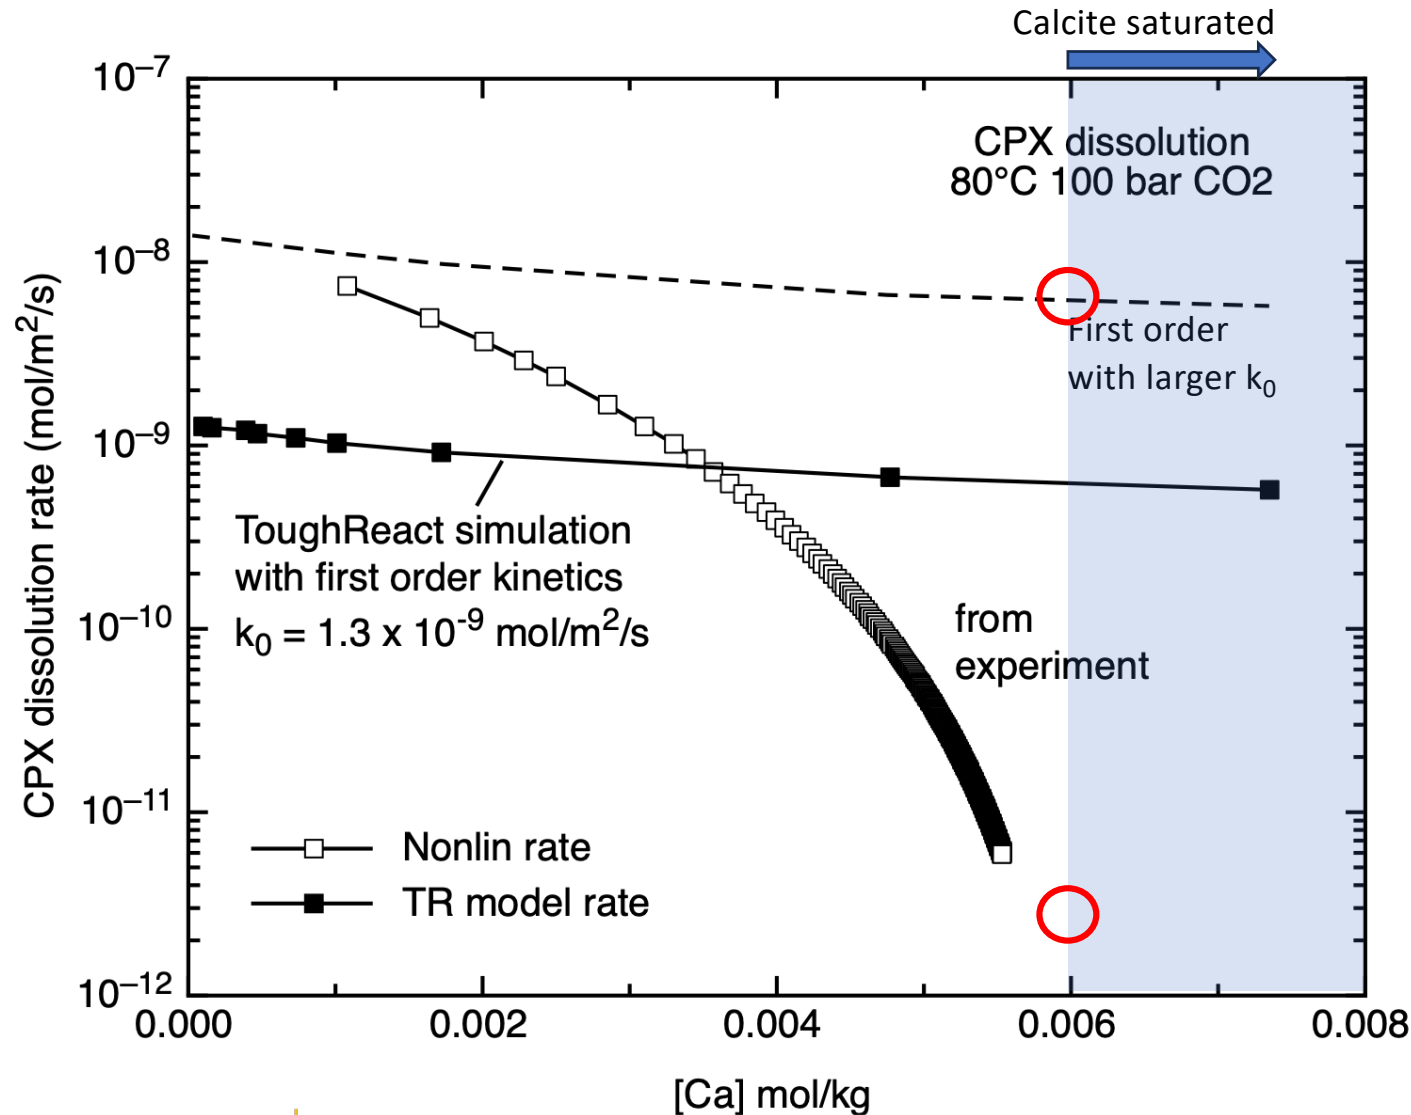 Calcite saturated
10⁻⁷
CPX dissolution
80°C 100 bar CO2
10⁻⁸
First order
with larger k₀
10⁻⁹
ToughReact simulation
with first order kinetics
k₀ = 1.3 x 10⁻⁹ mol/m²/s
10⁻¹⁰
from
experiment
10⁻¹¹
Nonlin rate
TR model rate
10⁻¹²
0.000 0.002 0.004 0.006 0.008
[Ca] mol/kg
CPX dissolution rate (mol/m²/s)